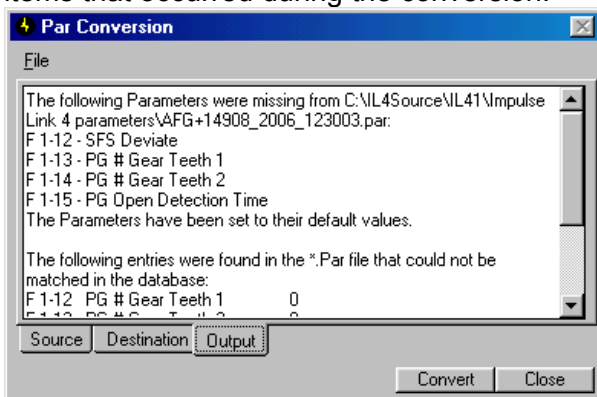 items that occurred during the conversion.
Par Conversion
File
The following Parameters were missing from C:\IL4Source\IL41\Impulse
Link 4 parameters\AFG+14908_2006_123003.par:
F 1-12 - SFS Deviate
F 1-13 - PG # Gear Teeth 1
F 1-14 - PG # Gear Teeth 2
F 1-15 - PG Open Detection Time
The Parameters have been set to their default values.
The following entries were found in the *.Par file that could not be
matched in the database:
F 1-12 PG # Gear Teeth 1 0
Source Destination Output
Convert Close